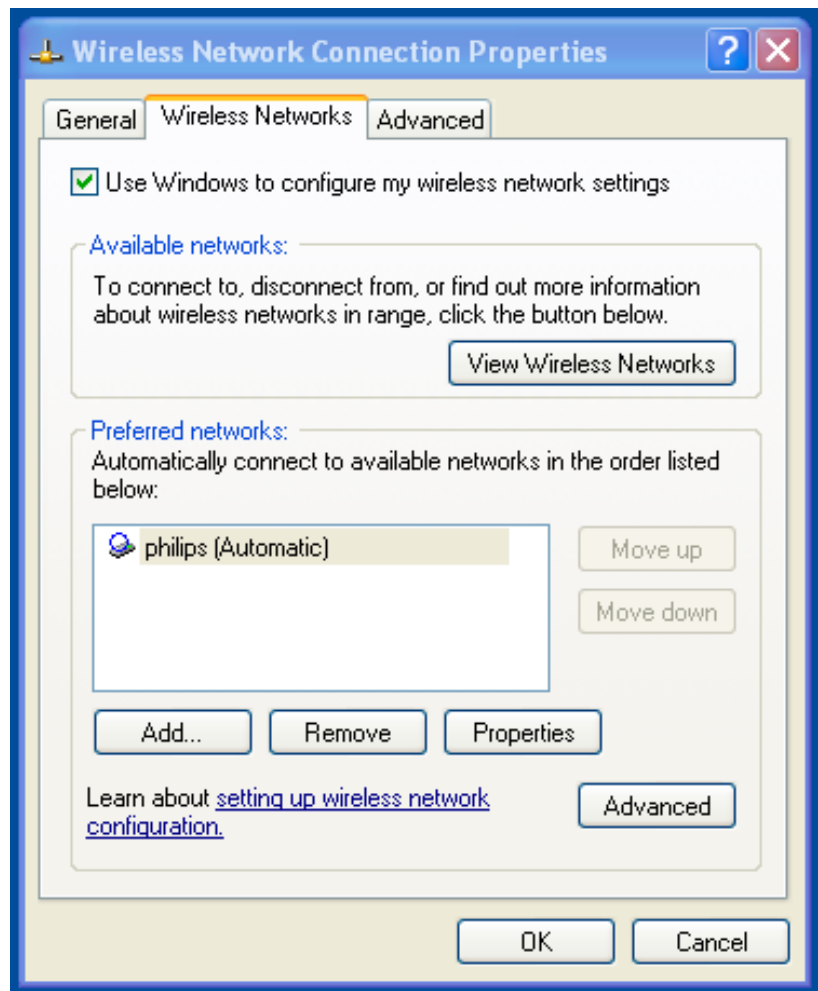 Wireless Network Connection Properties
?
General Wireless Networks Advanced
Use Windows to configure my wireless network settings
Available networks:
To connect to, disconnect from, or find out more information
about wireless networks in range, click the button below.
View Wireless Networks
Preferred networks:
Automatically connect to available networks in the order listed
below:
philips (Automatic)
Move up
Move down
Add... Remove Properties
Learn about setting up wireless network
configuration.
Advanced
OK Cancel